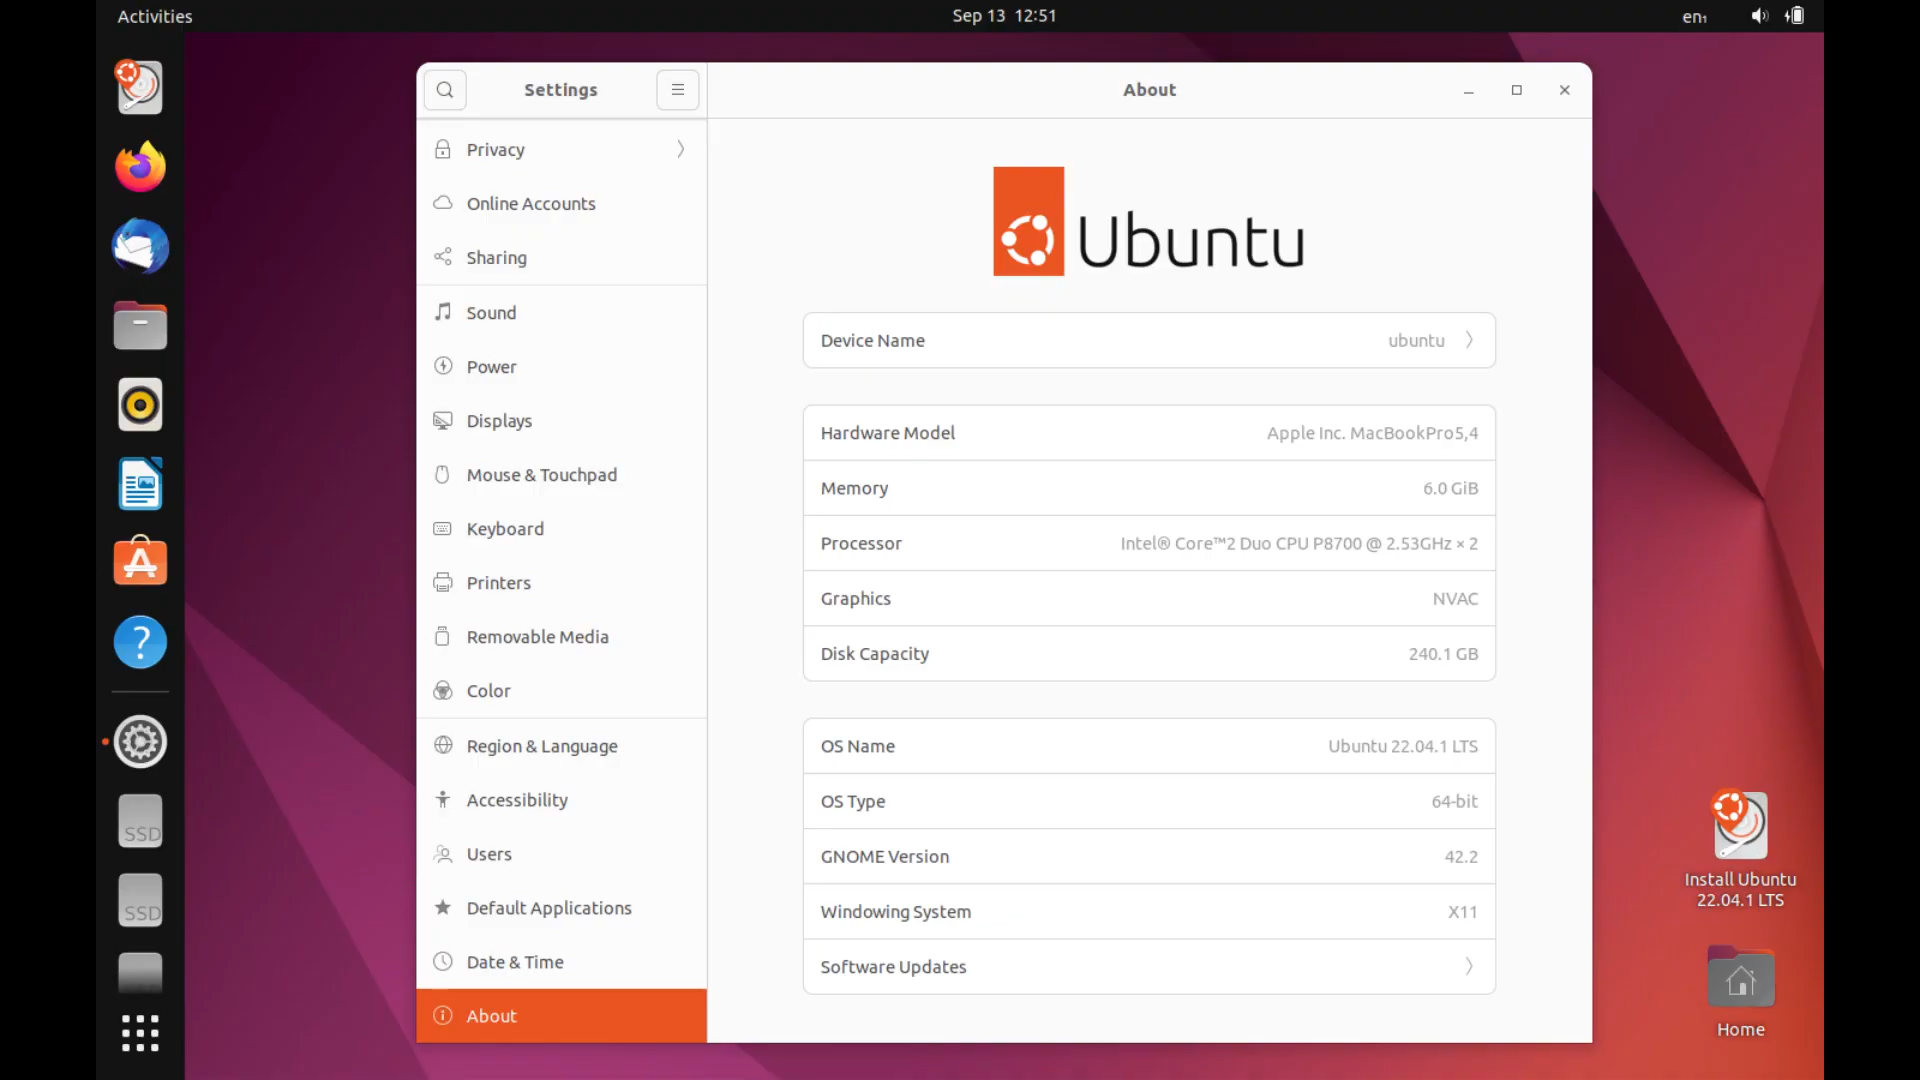 Activities
Sep 13 12:51
en₁
Settings
About
Privacy
Online Accounts
Sharing
Sound
Power
Displays
Mouse & Touchpad
Keyboard
Printers
Removable Media
Color
Region & Language
Accessibility
Users
Default Applications
Date & Time
About
Ubuntu
Device Name ubuntu
Hardware Model Apple Inc. MacBookPro5,4
Memory 6.0 GiB
Processor Intel® Core™2 Duo CPU P8700 @ 2.53GHz × 2
Graphics NVAC
Disk Capacity 240.1 GB
OS Name Ubuntu 22.04.1 LTS
OS Type 64-bit
GNOME Version 42.2
Windowing System X11
Software Updates
SSD
SSD
Install Ubuntu
22.04.1 LTS
Home